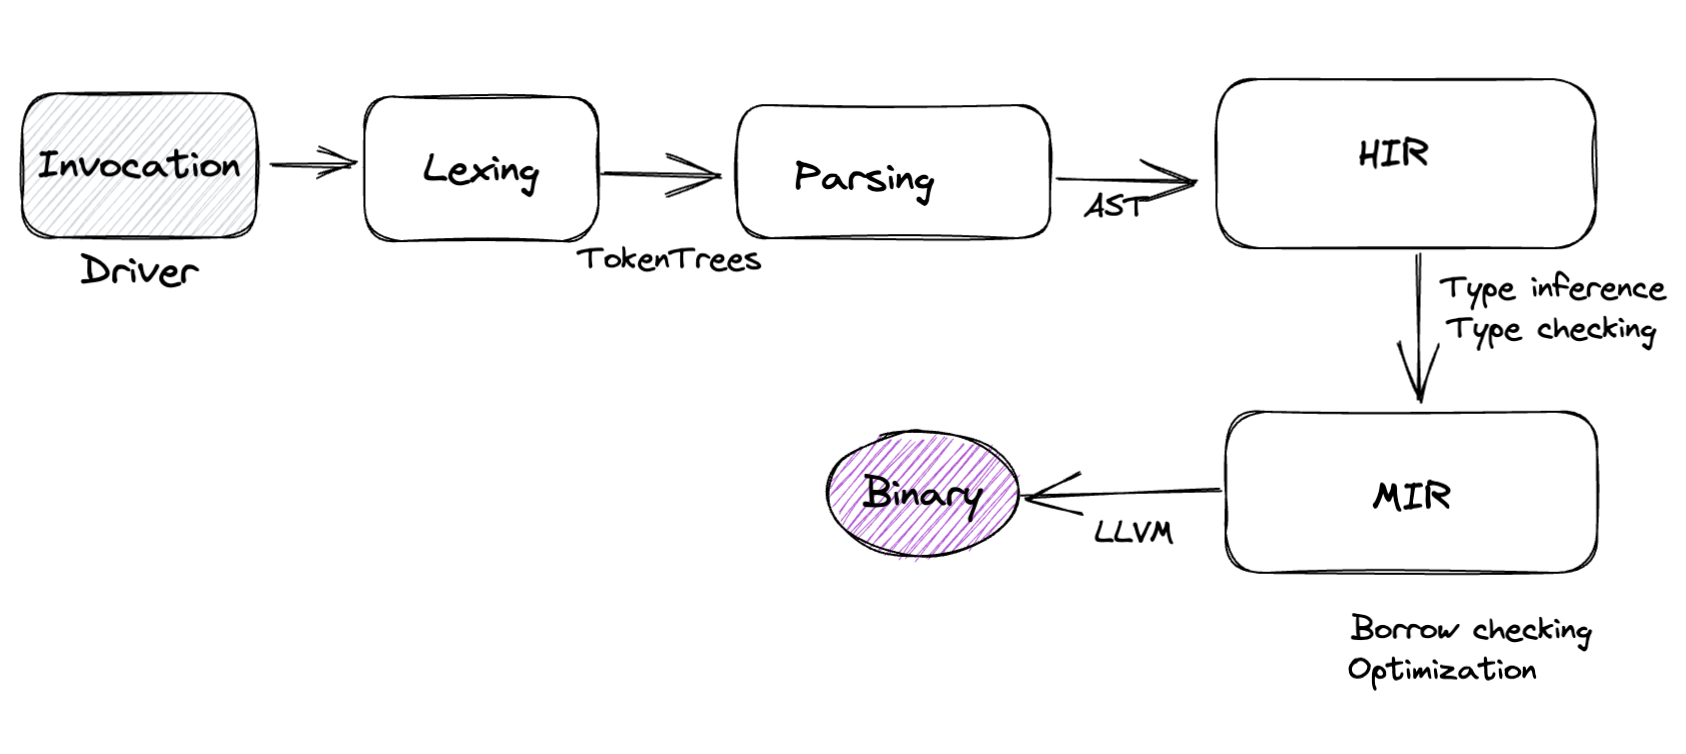 Invocation
Driver
Lexing
TokenTrees
Parsing
AST
HIR
Type inference
Type checking
MIR
Borrow checking
Optimization
LLVM
Binary